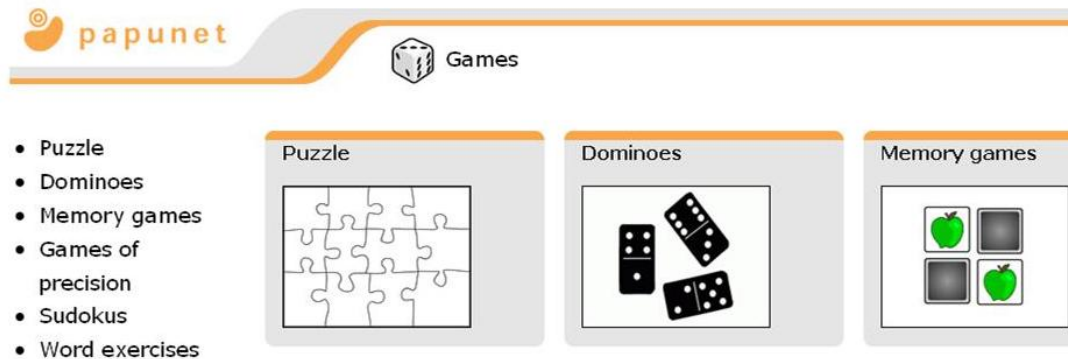 papunet
Games
Puzzle
Dominoes
Memory games
Games of
precision
Sudokus
Word exercises
Puzzle
Dominoes
Memory games